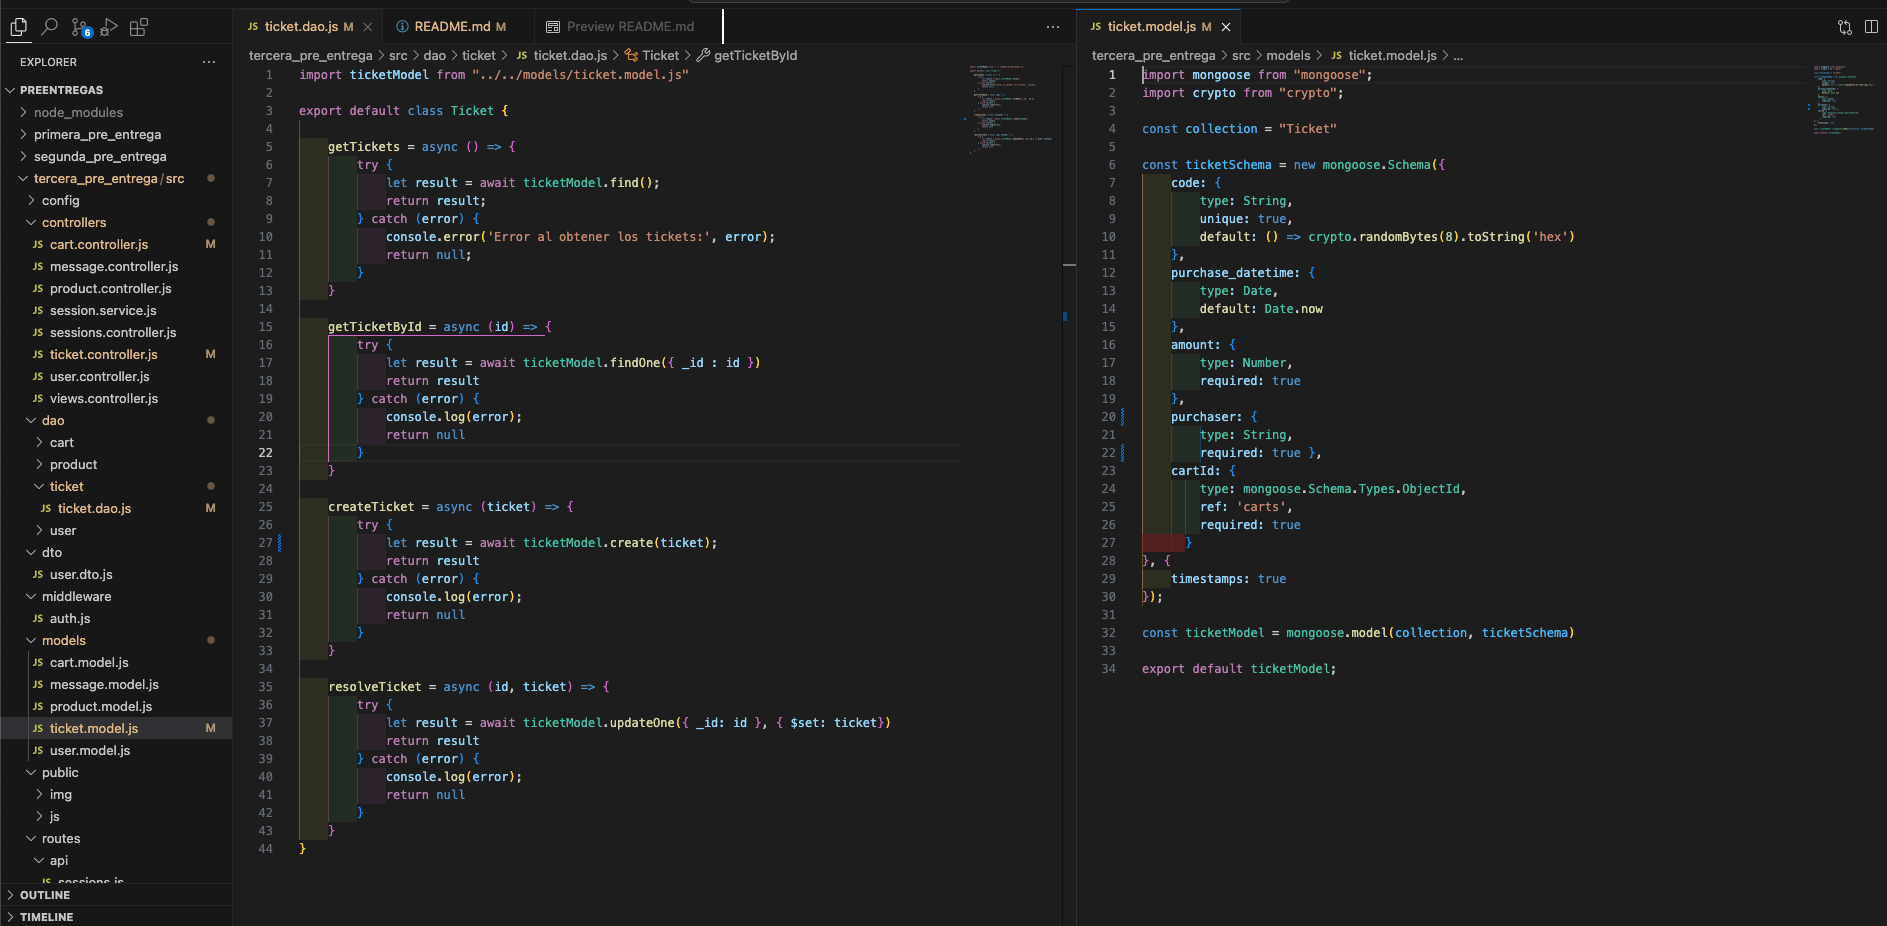 EXPLORER
PREENTREGAS
node_modules
primera_pre_entrega
segunda_pre_entrega
tercera_pre_entrega/src
config
controllers
JS cart.controller.js M
JS message.controller.js
JS product.controller.js
JS session.service.js
JS sessions.controller.js
JS ticket.controller.js M
JS user.controller.js
JS views.controller.js
dao
cart
product
ticket
JS ticket.dao.js M
user
dto
JS user.dto.js
middleware
JS auth.js
models
JS cart.model.js
JS message.model.js
JS product.model.js
JS ticket.model.js M
JS user.model.js
public
img
js
routes
api
JS sessions.js
OUTLINE
TIMELINE
6
JS ticket.dao.js M
README.md M
Preview README.md
tercera_pre_entrega > src > dao > ticket > JS ticket.dao.js > Ticket > getTicketById
1 import ticketModel from "../../models/ticket.model.js"
2
3 export default class Ticket {
4
5 getTickets = async () => {
6 try {
7 let result = await ticketModel.find();
8 return result;
9 } catch (error) {
10 console.error('Error al obtener los tickets:', error);
11 return null;
12 }
13 }
14
15 getTicketById = async (id) => {
16 try {
17 let result = await ticketModel.findOne({ _id : id })
18 return result
19 } catch (error) {
20 console.log(error);
21 return null
22 }
23 }
24
25 createTicket = async (ticket) => {
26 try {
27 let result = await ticketModel.create(ticket);
28 return result
29 } catch (error) {
30 console.log(error);
31 return null
32 }
33 }
34
35 resolveTicket = async (id, ticket) => {
36 try {
37 let result = await ticketModel.updateOne({ _id: id }, { $set: ticket})
38 return result
39 } catch (error) {
40 console.log(error);
41 return null
42 }
43 }
44 }
JS ticket.model.js M
tercera_pre_entrega > src > models > JS ticket.model.js > ...
1 import mongoose from "mongoose";
2 import crypto from "crypto";
3
4 const collection = "Ticket"
5
6 const ticketSchema = new mongoose.Schema({
7 code: {
8 type: String,
9 unique: true,
10 default: () => crypto.randomBytes(8).toString('hex')
11 },
12 purchase_datetime: {
13 type: Date,
14 default: Date.now
15 },
16 amount: {
17 type: Number,
18 required: true
19 },
20 purchaser: {
21 type: String,
22 required: true },
23 cartId: {
24 type: mongoose.Schema.Types.ObjectId,
25 ref: 'carts',
26 required: true
27 }
28 }, {
29 timestamps: true
30 });
31
32 const ticketModel = mongoose.model(collection, ticketSchema)
33
34 export default ticketModel;